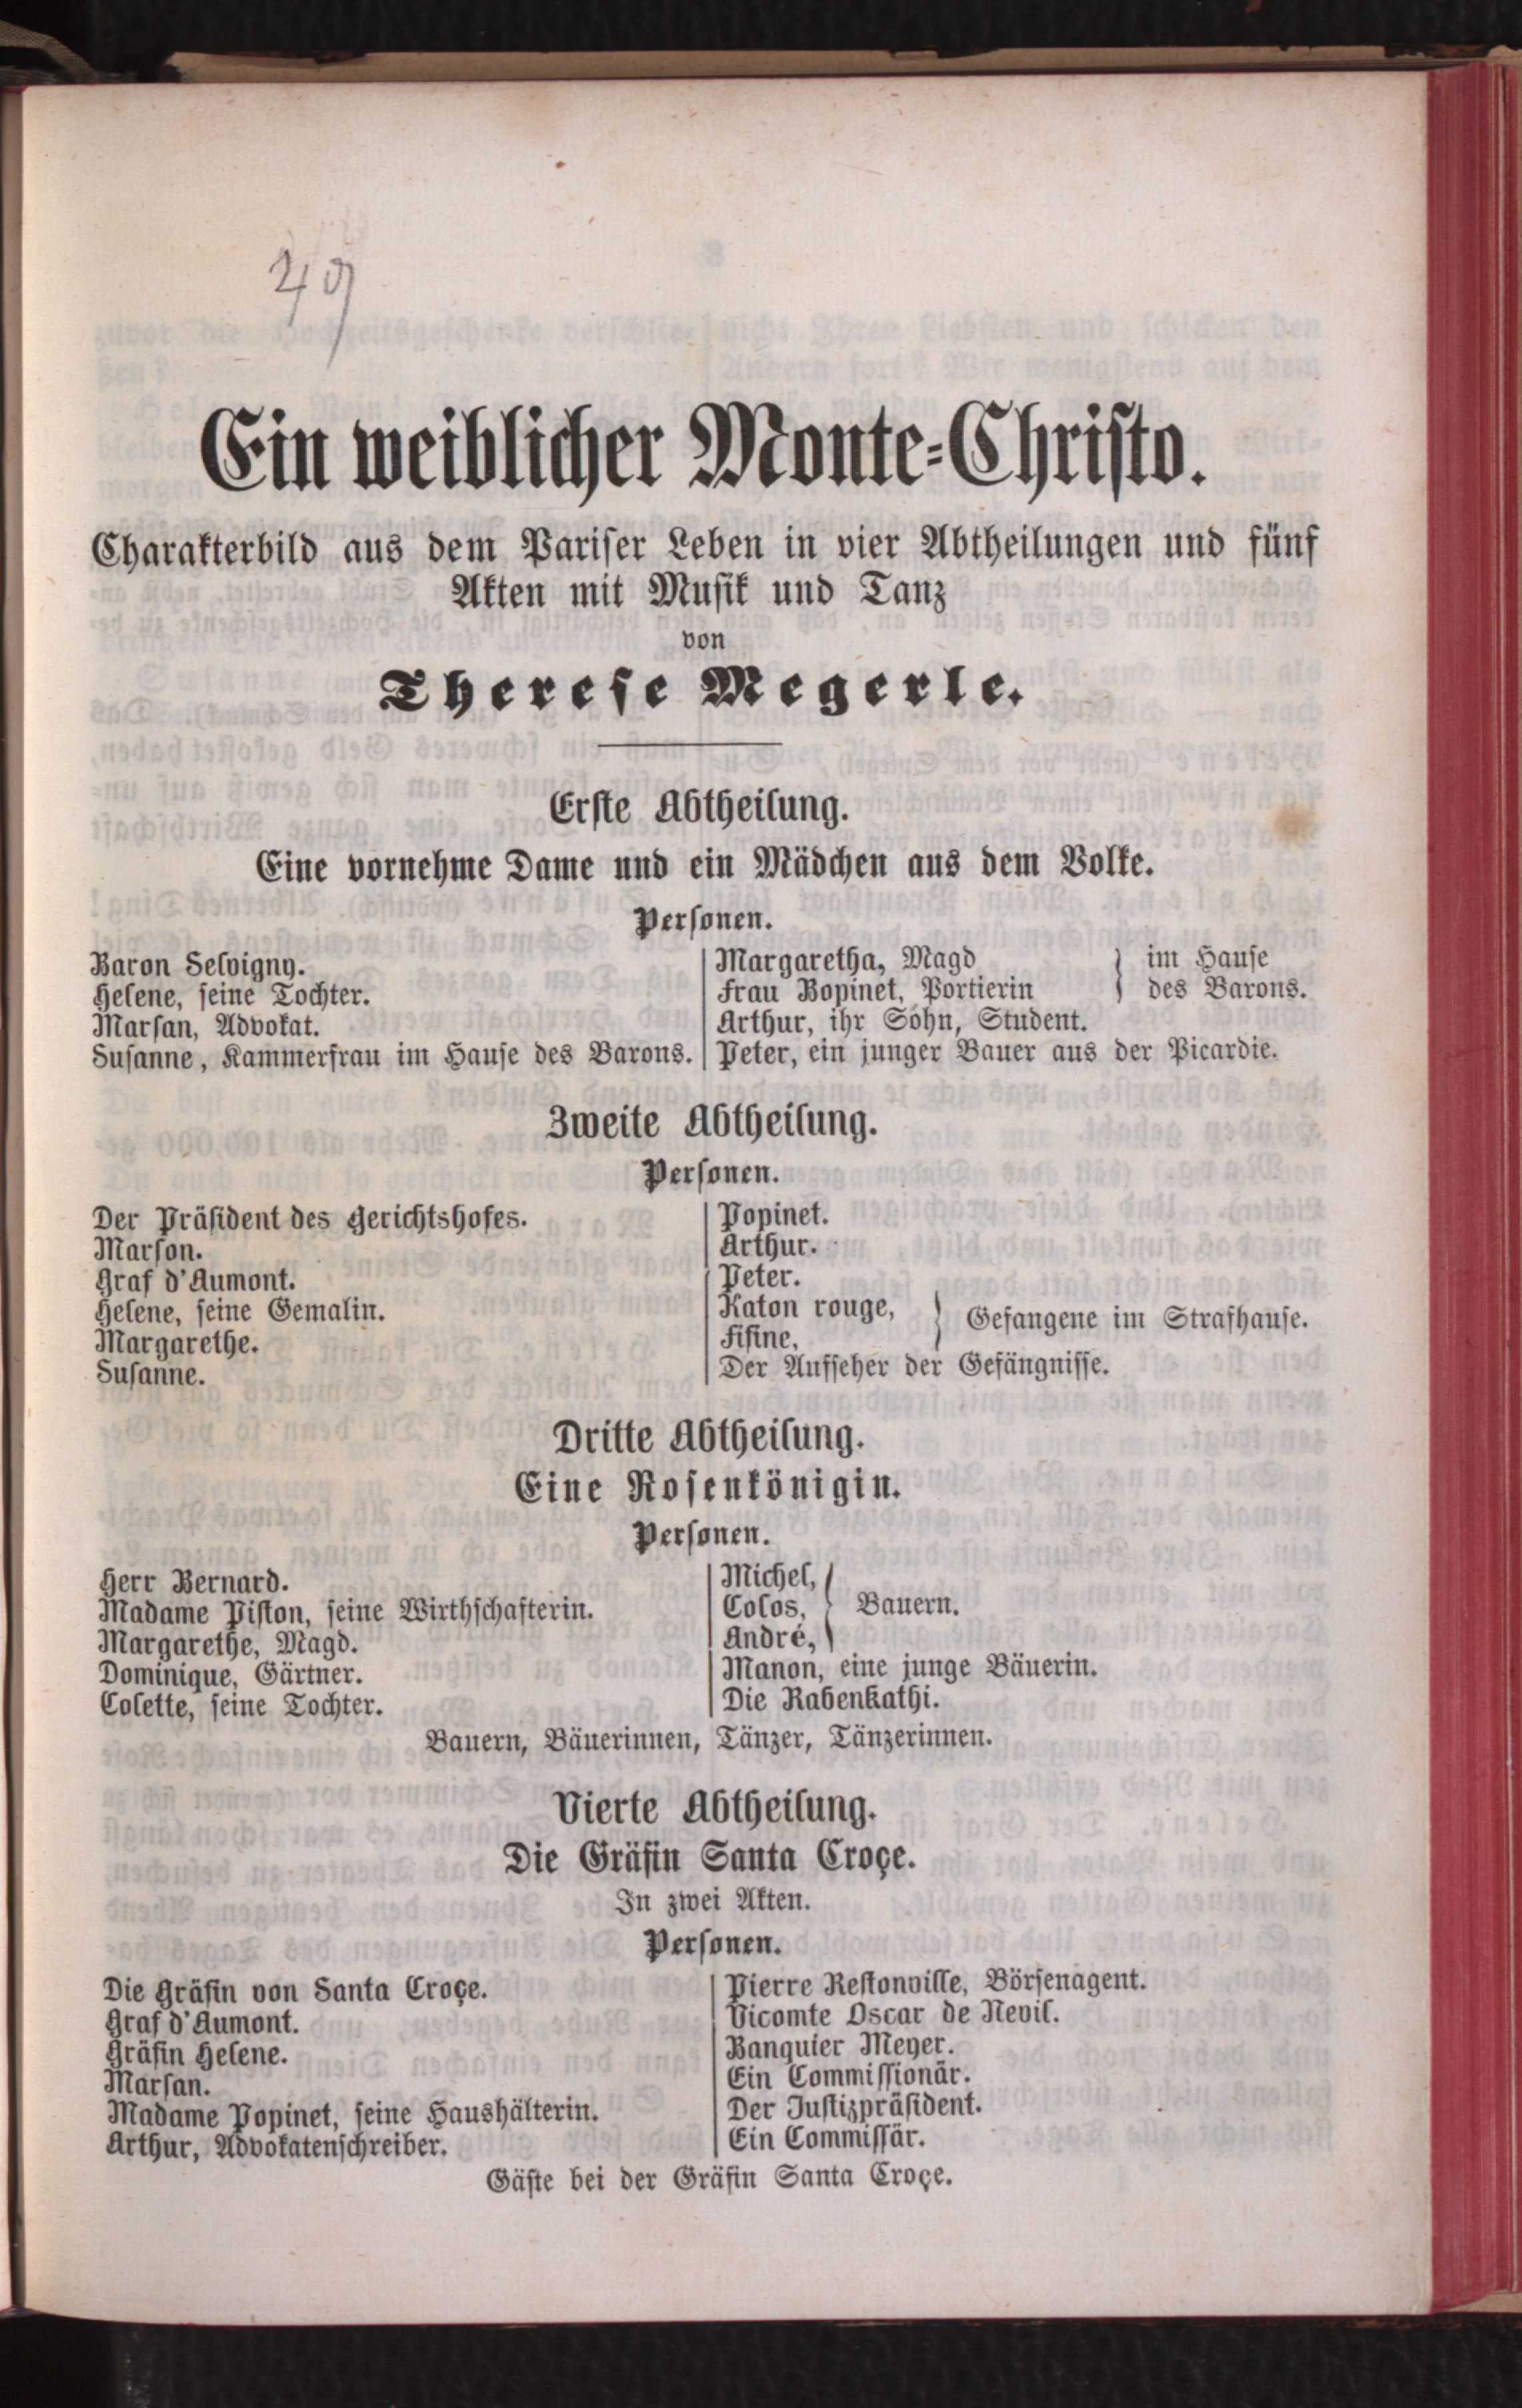 49
Ein weiblicher Monte-Christo.
Charakterbild aus dem Pariser Leben in vier Abtheilungen und fünf
Akten mit Musik und Tanz
von
Therese Megerle.
Erste Abtheilung.
Eine vornehme Dame und ein Mädchen aus dem Volke.
Personen.
Baron Selvigny.
Helene, seine Tochter.
Marsan, Advokat.
Susanne, Kammerfrau im Hause des Barons.
Margaretha, Magd } im Hause
Frau Bopinet, Portierin } des Barons.
Arthur, ihr Sohn, Student.
Peter, ein junger Bauer aus der Picardie.
Zweite Abtheilung.
Personen.
Der Präsident des Gerichtshofes.
Marson.
Graf d'Aumont.
Helene, seine Gemalin.
Margarethe.
Susanne.
Popinet.
Arthur.
Peter.
Katon rouge,
Fifine, } Gefangene im Strafhause.
Der Aufseher der Gefängnisse.
Dritte Abtheilung.
Eine Rosenkönigin.
Personen.
Herr Bernard.
Madame Piston, seine Wirthschafterin.
Margarethe, Magd.
Dominique, Gärtner.
Colette, seine Tochter.
Michel,
Colos, } Bauern.
André,
Manon, eine junge Bäuerin.
Die Rabenkathi.
Bauern, Bäuerinnen, Tänzer, Tänzerinnen.
Vierte Abtheilung.
Die Gräfin Santa Croçe.
In zwei Akten.
Personen.
Die Gräfin von Santa Croçe.
Graf d'Aumont.
Gräfin Helene.
Marsan.
Madame Popinet, seine Haushälterin.
Arthur, Advokatenschreiber.
Pierre Restonville, Börsenagent.
Vicomte Oscar de Nevil.
Banquier Meyer.
Ein Commissionär.
Der Justizpräsident.
Ein Commissär.
Gäste bei der Gräfin Santa Croçe.